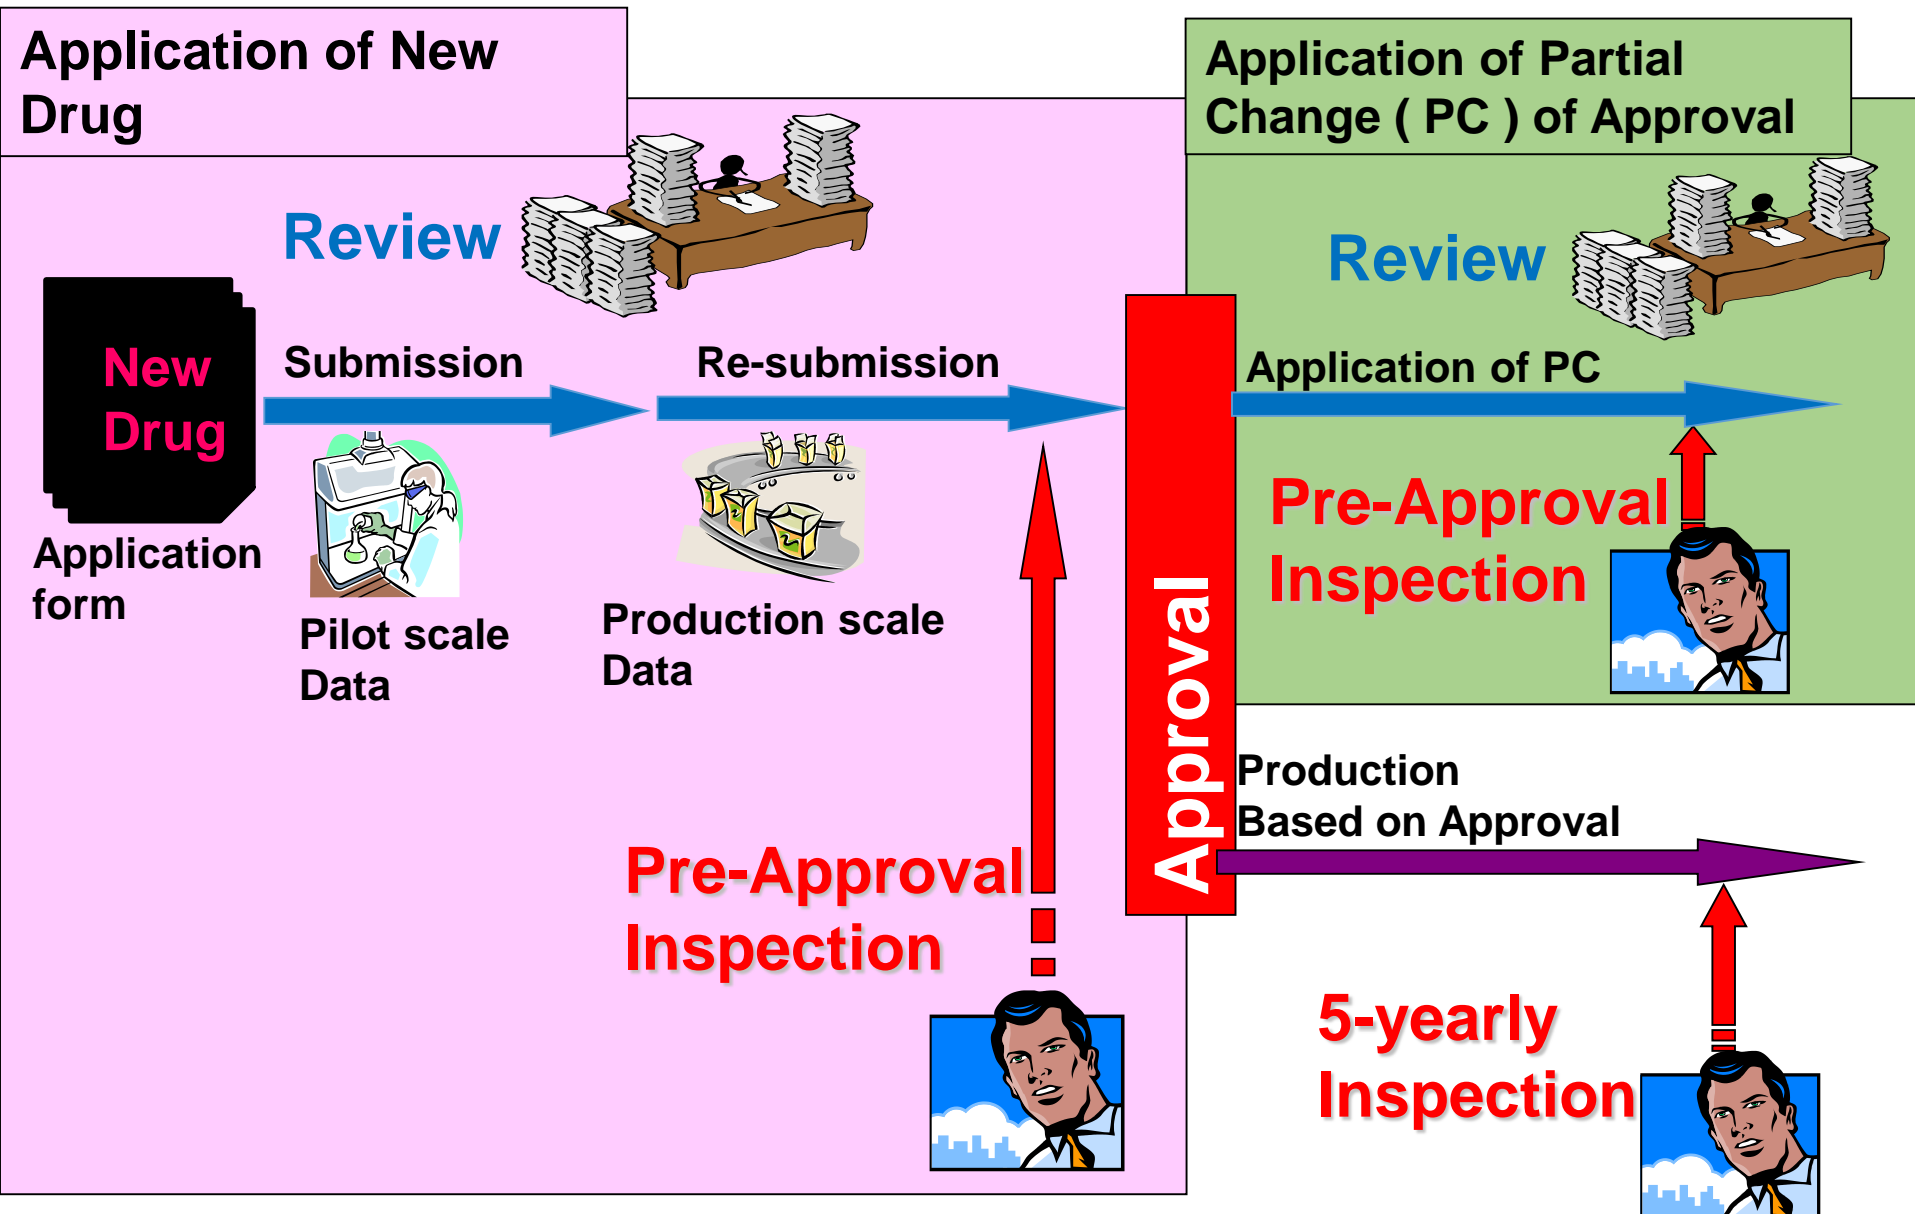 Application of New
Drug
Review
New
Drug
Application
form
Submission
Pilot scale
Data
Re-submission
Production scale
Data
Pre-Approval
Inspection
Approval
Application of Partial
Change ( PC ) of Approval
Review
Application of PC
Pre-Approval
Inspection
Production
Based on Approval
5-yearly
Inspection